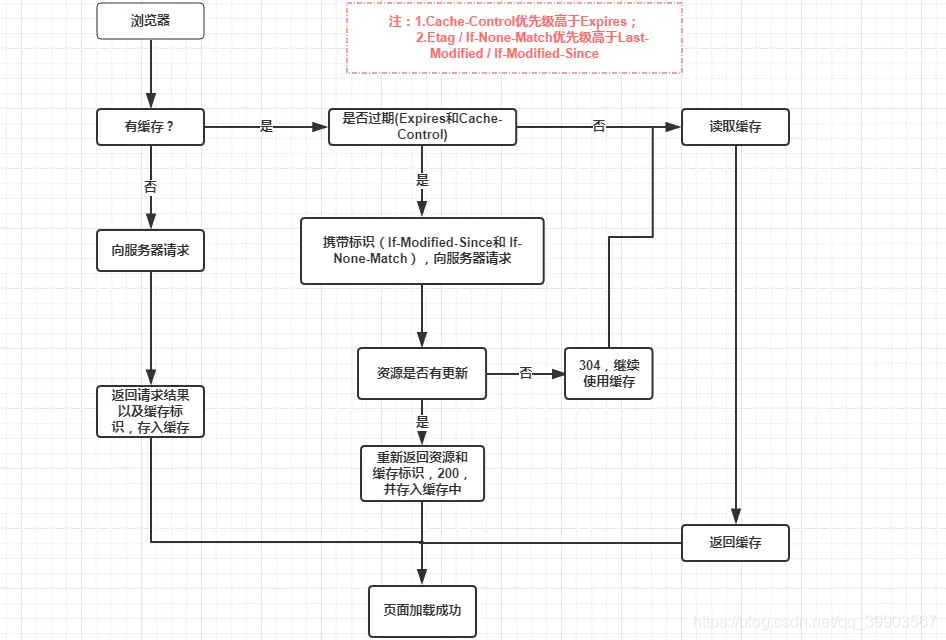 浏览器
注：1.Cache-Control优先级高于Expires；
2.Etag / If-None-Match优先级高于Last-
Modified / If-Modified-Since
有缓存？
是
是否过期(Expires和Cache-
Control)
否
读取缓存
否
是
向服务器请求
携带标识（If-Modified-Since和 If-
None-Match），向服务器请求
资源是否有更新
否
304，继续
使用缓存
返回请求结果
以及缓存标
识，存入缓存
是
重新返回资源和
缓存标识，200，
并存入缓存中
返回缓存
页面加载成功
https://blog.csdn.net/qq_39903567